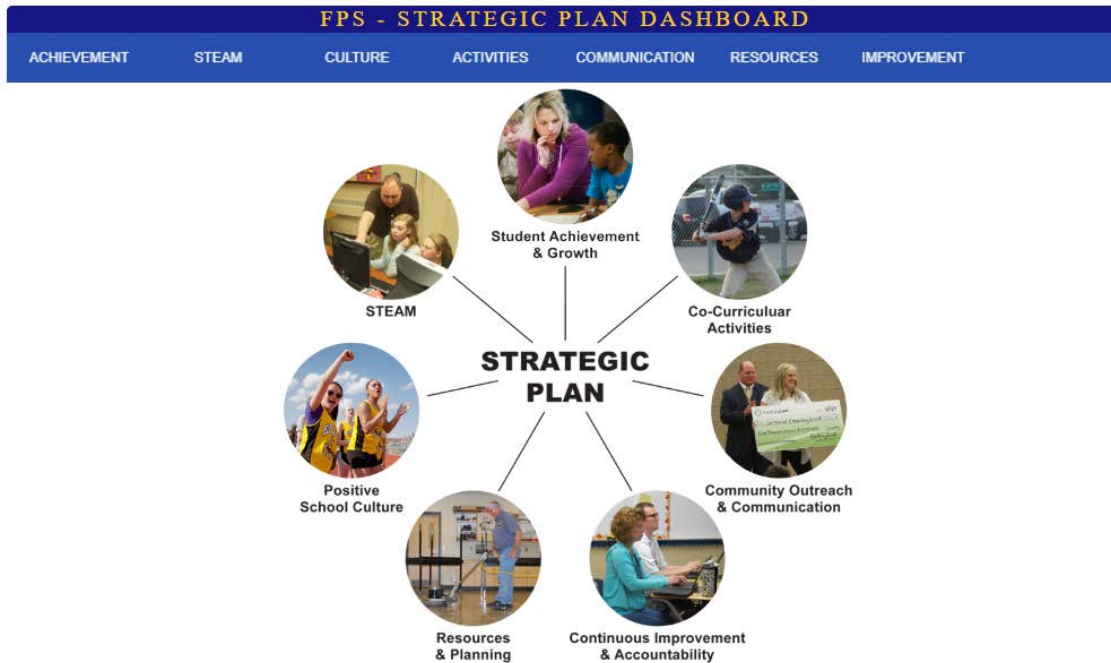 FPS - STRATEGIC PLAN DASHBOARD
ACHIEVEMENT STEAM CULTURE ACTIVITIES COMMUNICATION RESOURCES IMPROVEMENT
Student Achievement
& Growth
STEAM
Co-Curriculuar
Activities
STRATEGIC
PLAN
Positive
School Culture
Community Outreach
& Communication
Resources
& Planning
Continuous Improvement
& Accountability